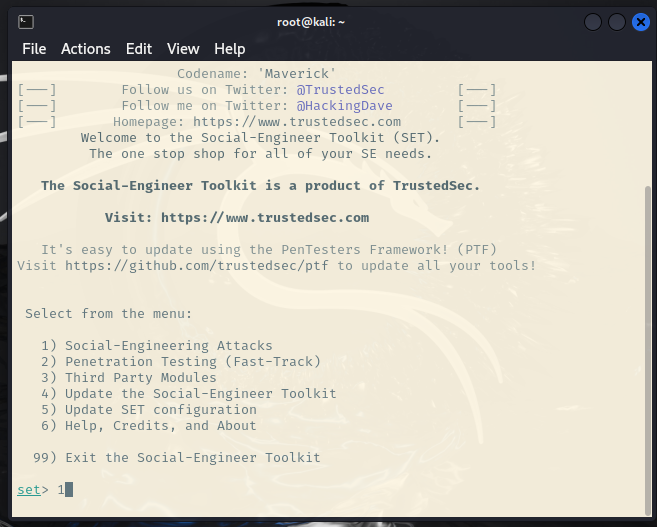 root@kali: ~
File Actions Edit View Help
Codename: 'Maverick'
[---] Follow us on Twitter: @TrustedSec [---]
[---] Follow me on Twitter: @HackingDave [---]
[---] Homepage: https://www.trustedsec.com [---]
Welcome to the Social-Engineer Toolkit (SET).
The one stop shop for all of your SE needs.
The Social-Engineer Toolkit is a product of TrustedSec.
Visit: https://www.trustedsec.com
It's easy to update using the PenTesters Framework! (PTF)
Visit https://github.com/trustedsec/ptf to update all your tools!
Select from the menu:
1) Social-Engineering Attacks
2) Penetration Testing (Fast-Track)
3) Third Party Modules
4) Update the Social-Engineer Toolkit
5) Update SET configuration
6) Help, Credits, and About
99) Exit the Social-Engineer Toolkit
set> 1